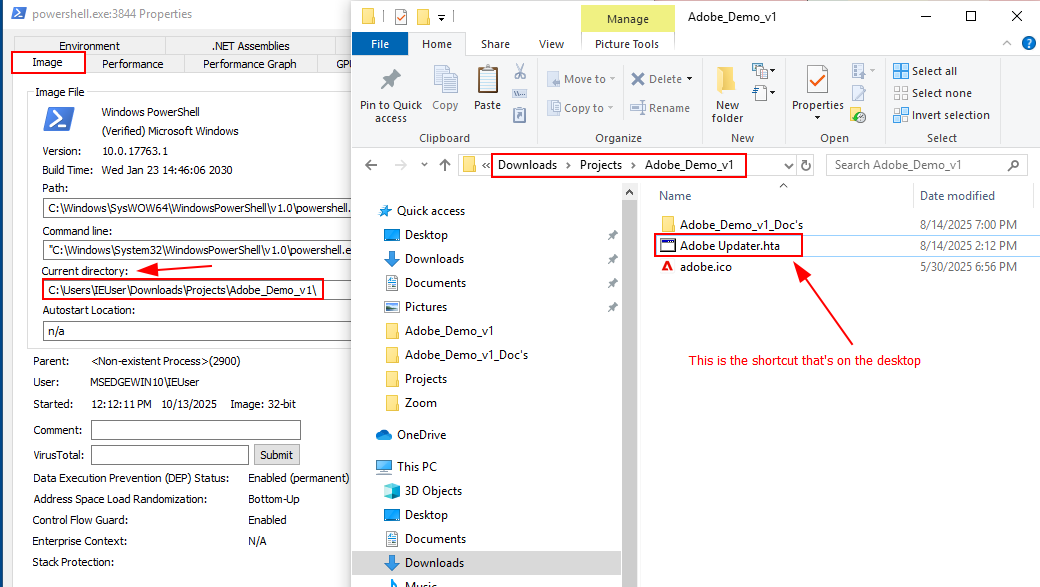 powershell.exe:3844 Properties
Environment
.NET Assemblies
Image
Performance
Performance Graph
GPU
Image File
Windows PowerShell
(Verified) Microsoft Windows
Version: 10.0.17763.1
Build Time: Wed Jan 23 14:46:06 2030
Path:
C:\Windows\SysWOW64\WindowsPowerShell\v1.0\powershell.
Command line:
"C:\Windows\System32\WindowsPowerShell\v1.0\powershell.e
Current directory:
C:\Users\IEUser\Downloads\Projects\Adobe_Demo_v1\
Autostart Location:
n/a
Parent: <Non-existent Process>(2900)
User: MSEDGEWIN10\IEUser
Started: 12:12:11 PM 10/13/2025 Image: 32-bit
Comment:
VirusTotal: Submit
Data Execution Prevention (DEP) Status: Enabled (permanent)
Address Space Load Randomization: Bottom-Up
Control Flow Guard: Enabled
Enterprise Context: N/A
Stack Protection:
Manage
Adobe_Demo_v1
File
Home
Share
View
Picture Tools
Pin to Quick access
Copy
Paste
Clipboard
Move to
Copy to
Delete
Rename
Organize
New folder
New
Properties
Open
Select all
Select none
Invert selection
Select
« Downloads > Projects > Adobe_Demo_v1
Search Adobe_Demo_v1
Quick access
Desktop
Downloads
Documents
Pictures
Adobe_Demo_v1
Adobe_Demo_v1_Doc's
Projects
Zoom
OneDrive
This PC
3D Objects
Desktop
Documents
Downloads
Music
Name
Date modified
Adobe_Demo_v1_Doc's 8/14/2025 7:00 PM
Adobe Updater.hta 8/14/2025 2:12 PM
adobe.ico 5/30/2025 6:56 PM
This is the shortcut that's on the desktop